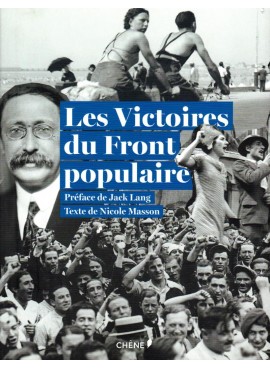 Les Victoires
du Front
populaire
Préface de Jack Lang
Texte de Nicole Masson
CHÊNE